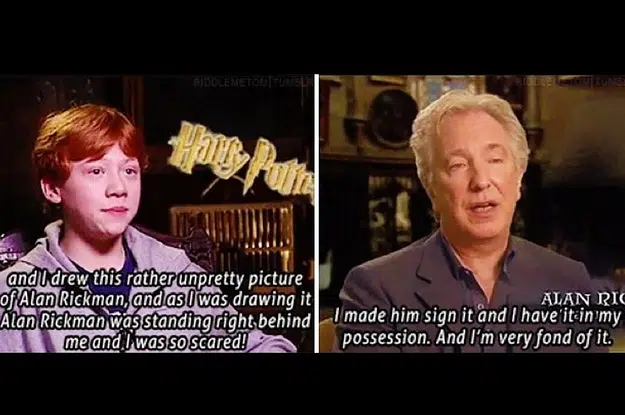 RIDDLEMETOM|TUMBLR
Harry Potter
and I drew this rather unpretty picture
of Alan Rickman, and as I was drawing it
Alan Rickman was standing right behind
me and I was so scared!
ALAN RIC
I made him sign it and I have it in my
possession. And I'm very fond of it.